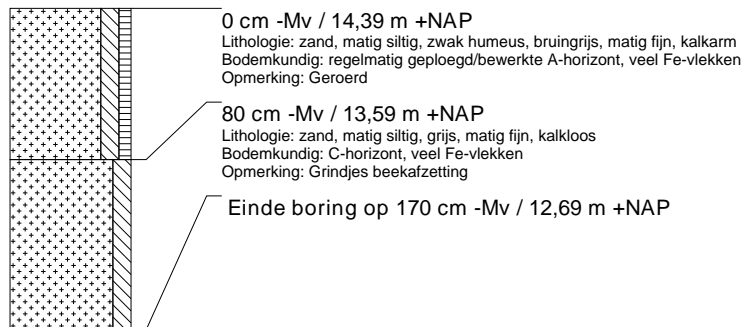 0 cm -Mv / 14,39 m +NAP
Lithologie: zand, matig siltig, zwak humeus, bruingrijs, matig fijn, kalkarm
Bodemkundig: regelmatig geploegd/bewerkte A-horizont, veel Fe-vlekken
Opmerking: Geroerd
80 cm -Mv / 13,59 m +NAP
Lithologie: zand, matig siltig, grijs, matig fijn, kalkloos
Bodemkundig: C-horizont, veel Fe-vlekken
Opmerking: Grindjes beekafzetting
Einde boring op 170 cm -Mv / 12,69 m +NAP